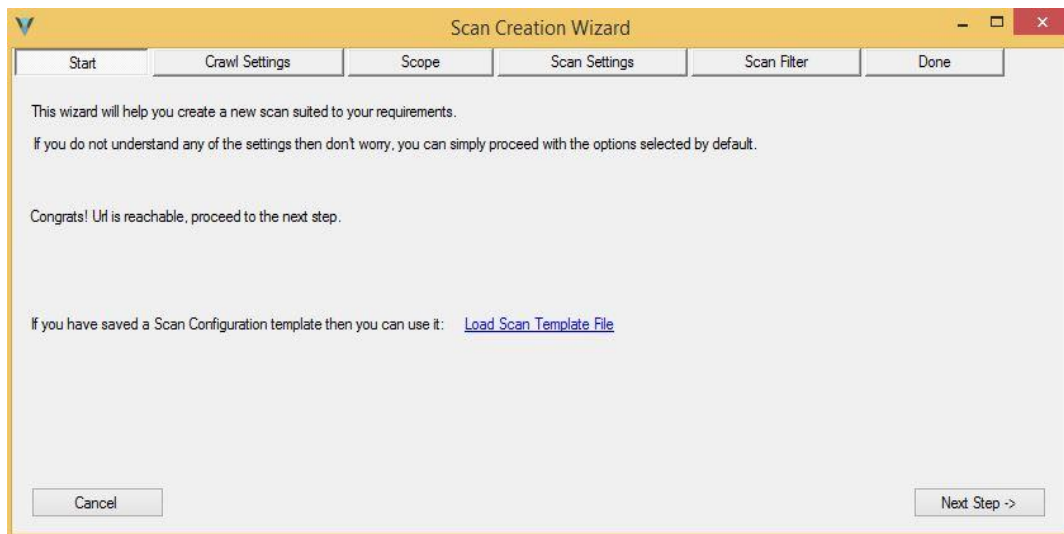 Scan Creation Wizard
Start Crawl Settings Scope Scan Settings Scan Filter Done
This wizard will help you create a new scan suited to your requirements.
If you do not understand any of the settings then don't worry, you can simply proceed with the options selected by default.
Congrats! Url is reachable, proceed to the next step.
If you have saved a Scan Configuration template then you can use it: Load Scan Template File
Cancel Next Step ->